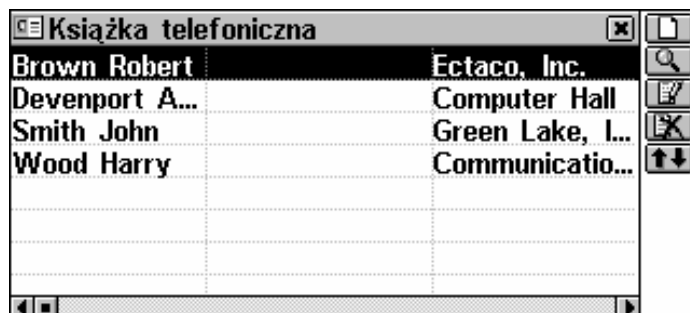 Książka telefoniczna
Brown Robert Ectaco, Inc.
Devenport A... Computer Hall
Smith John Green Lake, I...
Wood Harry Communicatio...